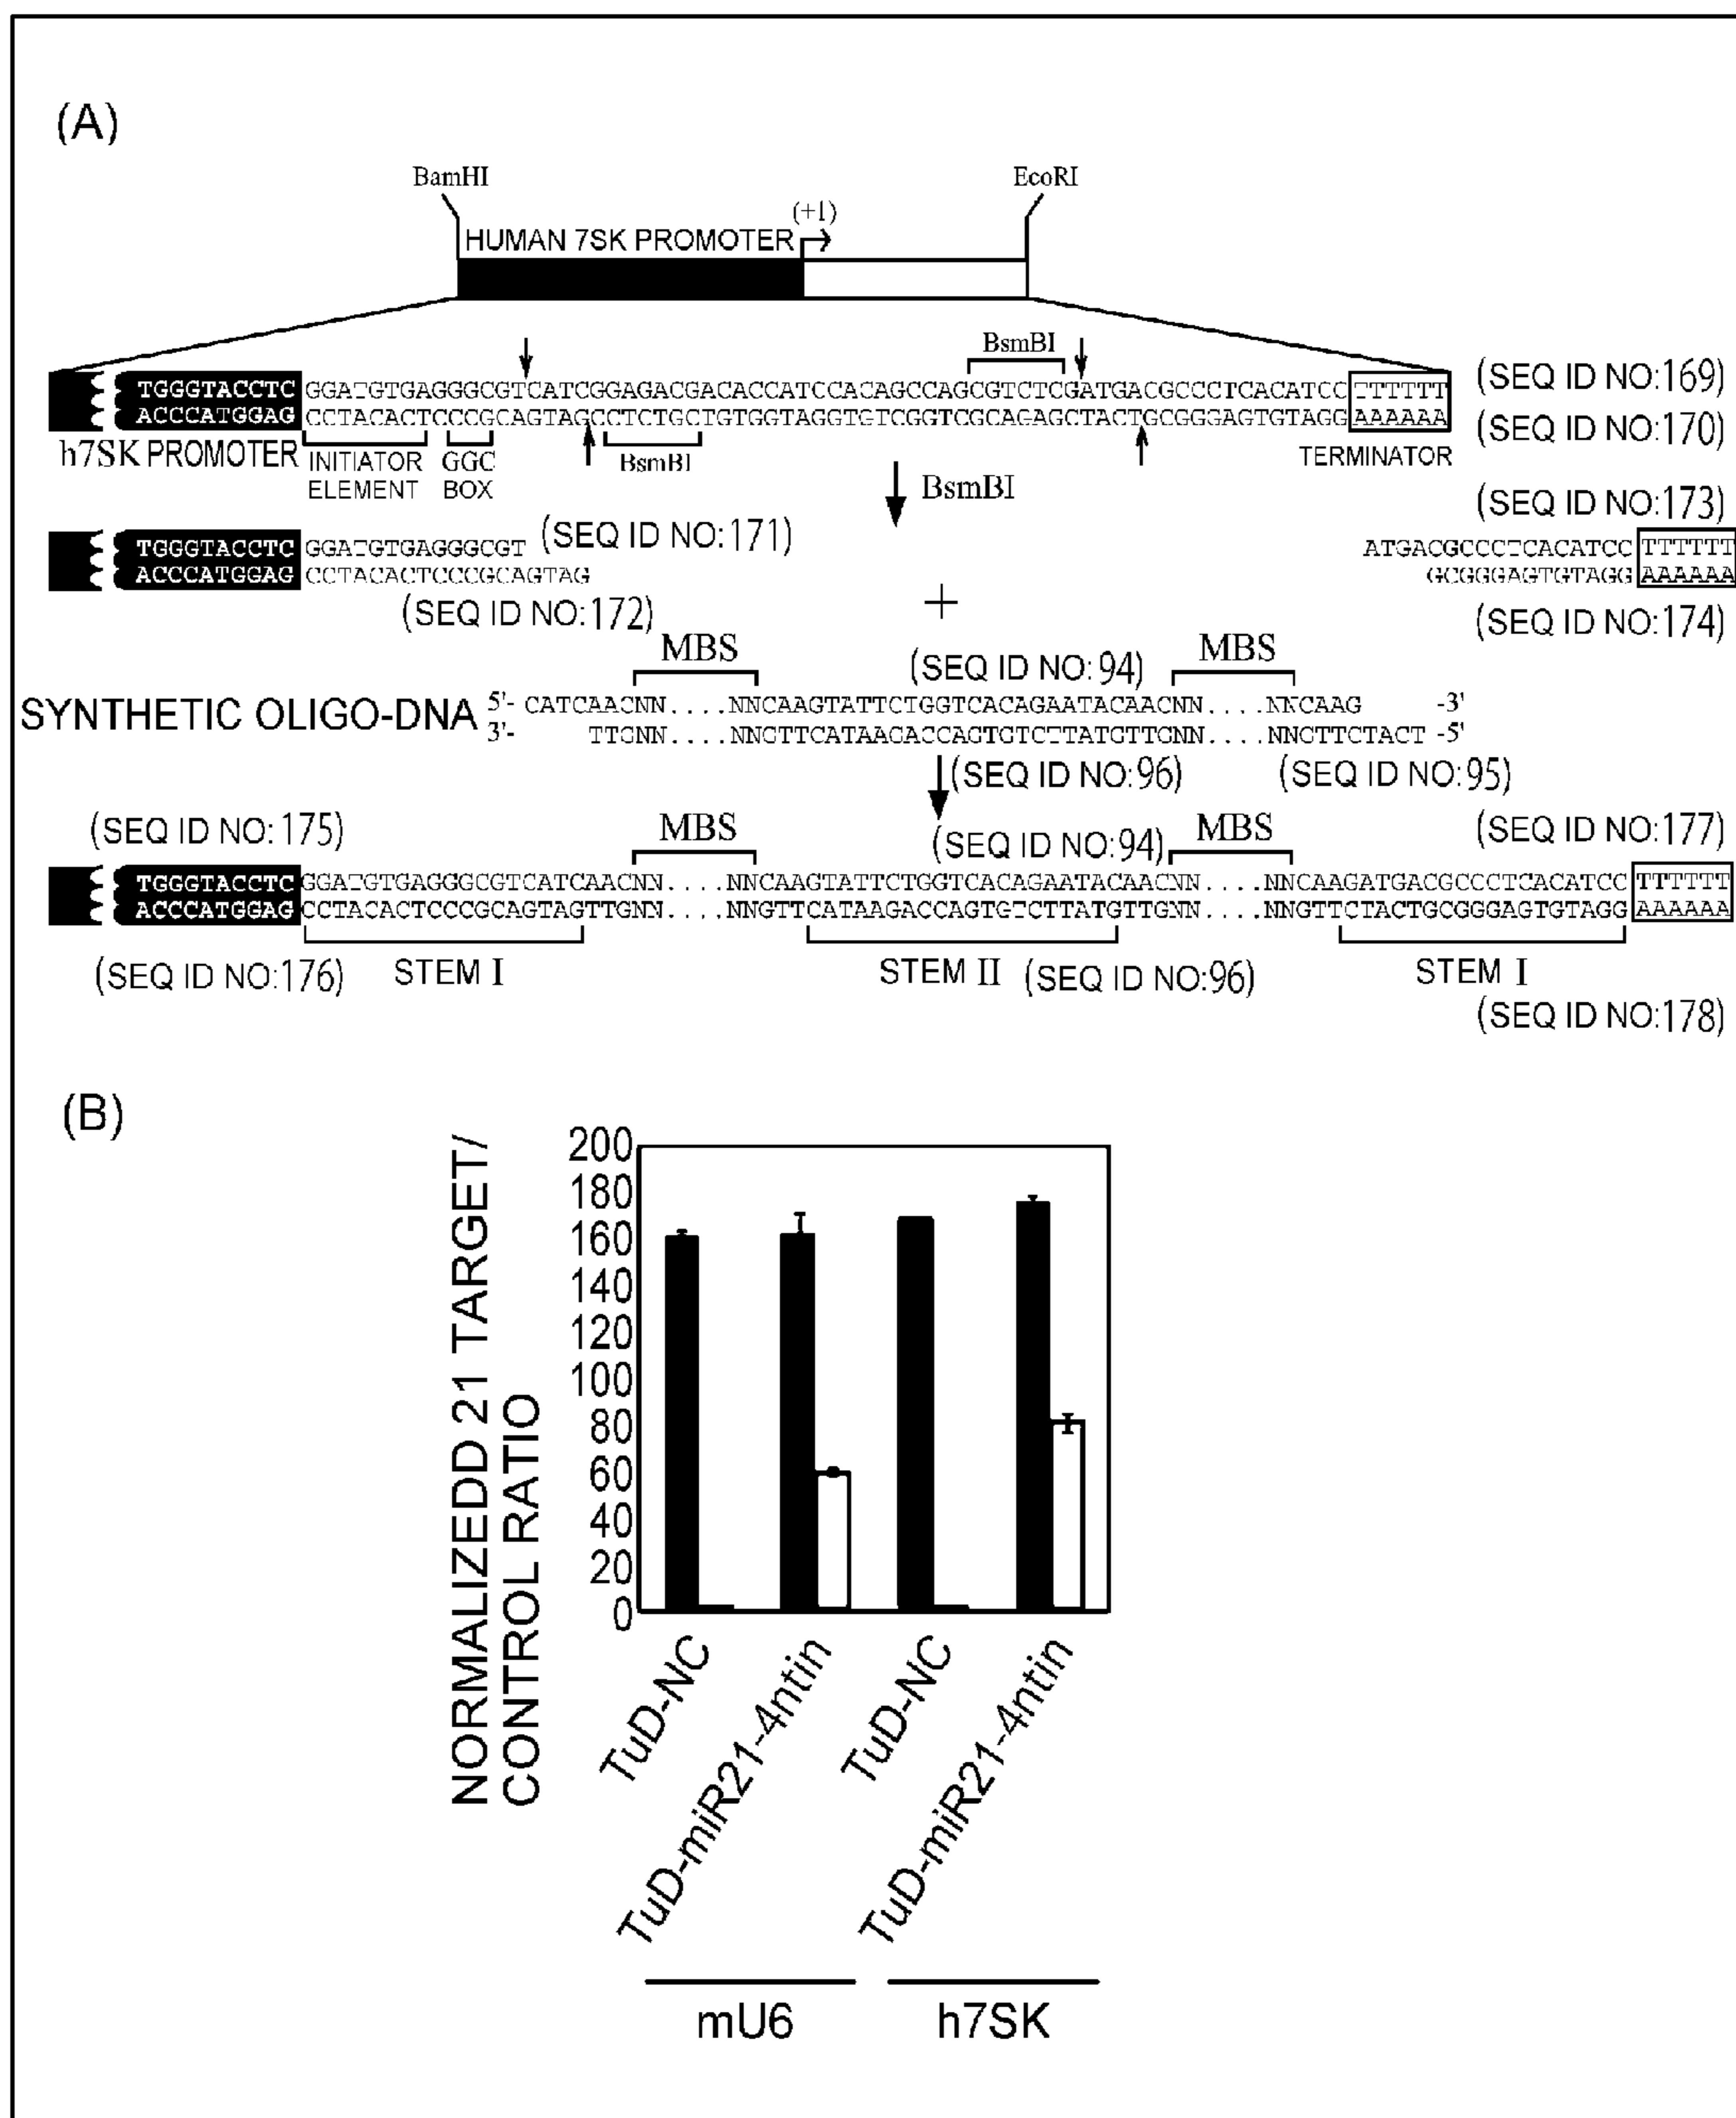 (A)
BamHI
EcoRI
(+1)
HUMAN 7SK PROMOTER
BsmBI
TGGGTACCTC GGATGTGAGGGCGTCATCGGAGACGACACCATCCACAGCCAGCGTCTCGATGACGCCCTCACATCC TTTTTT (SEQ ID NO:169)
ACCCATGGAG CCTACACTCCCGCAGTAGCCTCTGCTGTGGTAGGTGTCGGTCGCAGAGCTACTGCGGGAGTGTAGG AAAAAA (SEQ ID NO:170)
h7SK PROMOTER INITIATOR ELEMENT GGC BOX BsmBI TERMINATOR
BsmBI
(SEQ ID NO:171) (SEQ ID NO:173)
TGGGTACCTC GGATGTGAGGGCGT ATGACGCCCTCACATCC TTTTTT
ACCCATGGAG CCTACACTCCCGCAGTAG GCGGGAGTGTAGG AAAAAA
(SEQ ID NO:172) + (SEQ ID NO:174)
MBS (SEQ ID NO:94) MBS
SYNTHETIC OLIGO-DNA
5'- CATCAACNN....NNCAAGTATTCTGGTCACAGAATACAACNN....NNCAAG -3'
3'- TTGNN....NNGTTCATAAGACCAGTGTCTTATGTTGNN....NNGTTCTACT -5'
(SEQ ID NO:96) (SEQ ID NO:95)
(SEQ ID NO:175) MBS (SEQ ID NO:94) MBS (SEQ ID NO:177)
TGGGTACCTC GGATGTGAGGGCGTCATCAACNN....NNCAAGTATTCTGGTCACAGAATACAACNN....NNCAAGATGACGCCCTCACATCC TTTTTT
ACCCATGGAG CCTACACTCCCGCAGTAGTTGNN....NNGTTCATAAGACCAGTGTCTTATGTTGNN....NNGTTCTACTGCGGGAGTGTAGG AAAAAA
(SEQ ID NO:176) STEM I STEM II (SEQ ID NO:96) STEM I
(SEQ ID NO:178)
(B)
NORMALIZEDD 21 TARGET/
CONTROL RATIO
200
180
160
140
120
100
80
60
40
20
0
TuD-NC
TuD-miR21-4ntin
TuD-NC
TuD-miR21-4ntin
mU6
h7SK